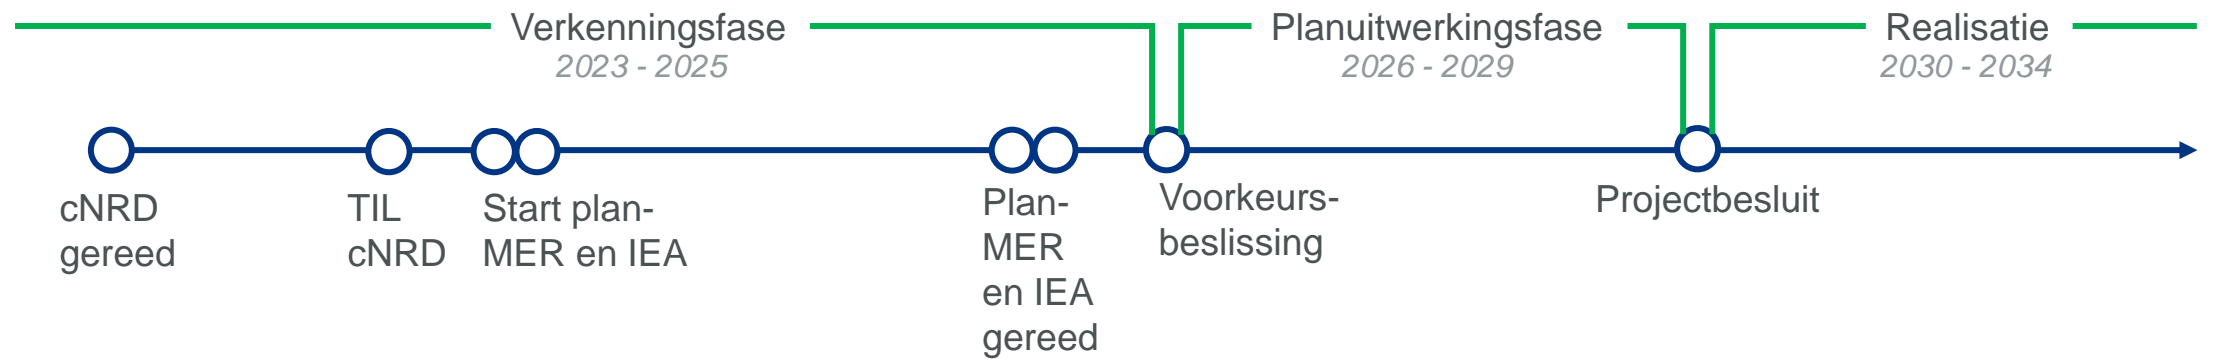 Verkenningsfase
2023 - 2025
Planuitwerkingsfase
2026 - 2029
Realisatie
2030 - 2034
cNRD
gereed
TIL
cNRD
Start plan-
MER en IEA
Plan-
MER
en IEA
gereed
Voorkeurs-
beslissing
Projectbesluit